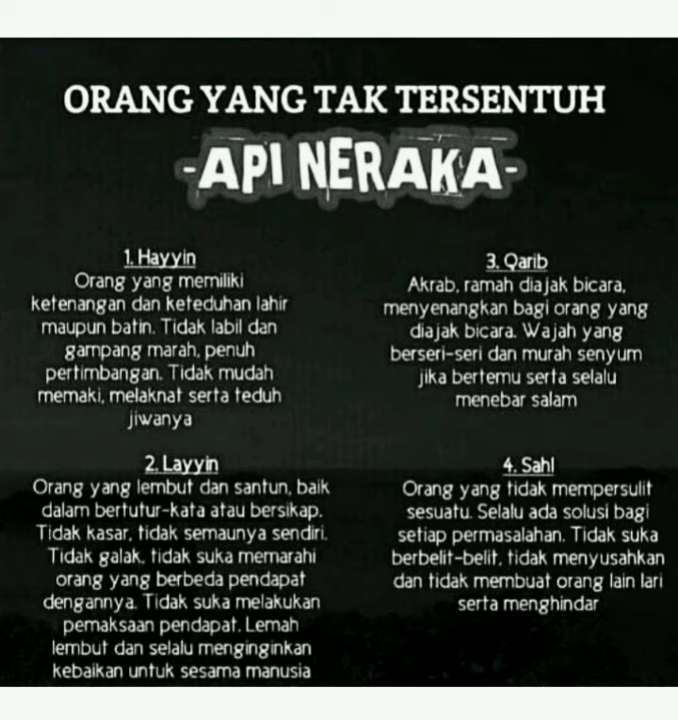 ORANG YANG TAK TERSENTUH
-API NERAKA-
1. Hayyin
Orang yang memiliki
ketenangan dan keteduhan lahir
maupun batin. Tidak labil dan
gampang marah, penuh
pertimbangan. Tidak mudah
memaki, melaknat serta teduh
jiwanya
2. Layyin
Orang yang lembut dan santun, baik
dalam bertutur-kata atau bersikap.
Tidak kasar, tidak semaunya sendiri.
Tidak galak, tidak suka memarahi
orang yang berbeda pendapat
dengannya. Tidak suka melakukan
pemaksaan pendapat. Lemah
lembut dan selalu menginginkan
kebaikan untuk sesama manusia
3. Qarib
Akrab, ramah diajak bicara,
menyenangkan bagi orang yang
diajak bicara. Wajah yang
berseri-seri dan murah senyum
jika bertemu serta selalu
menebar salam
4. Sahl
Orang yang tidak mempersulit
sesuatu. Selalu ada solusi bagi
setiap permasalahan. Tidak suka
berbelit-belit, tidak menyusahkan
dan tidak membuat orang lain lari
serta menghindar